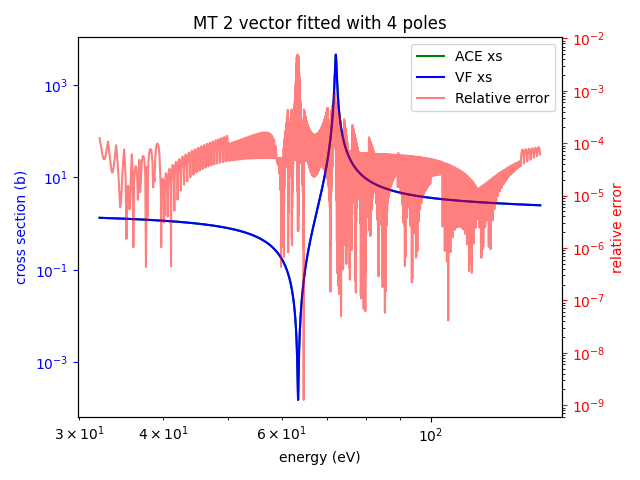 MT 2 vector fitted with 4 poles
ACE xs
VF xs
Relative error
cross section (b)
10³
10¹
10⁻¹
10⁻³
relative error
10⁻²
10⁻³
10⁻⁴
10⁻⁵
10⁻⁶
10⁻⁷
10⁻⁸
10⁻⁹
3 × 10¹ 4 × 10¹ 6 × 10¹ 10²
energy (eV)